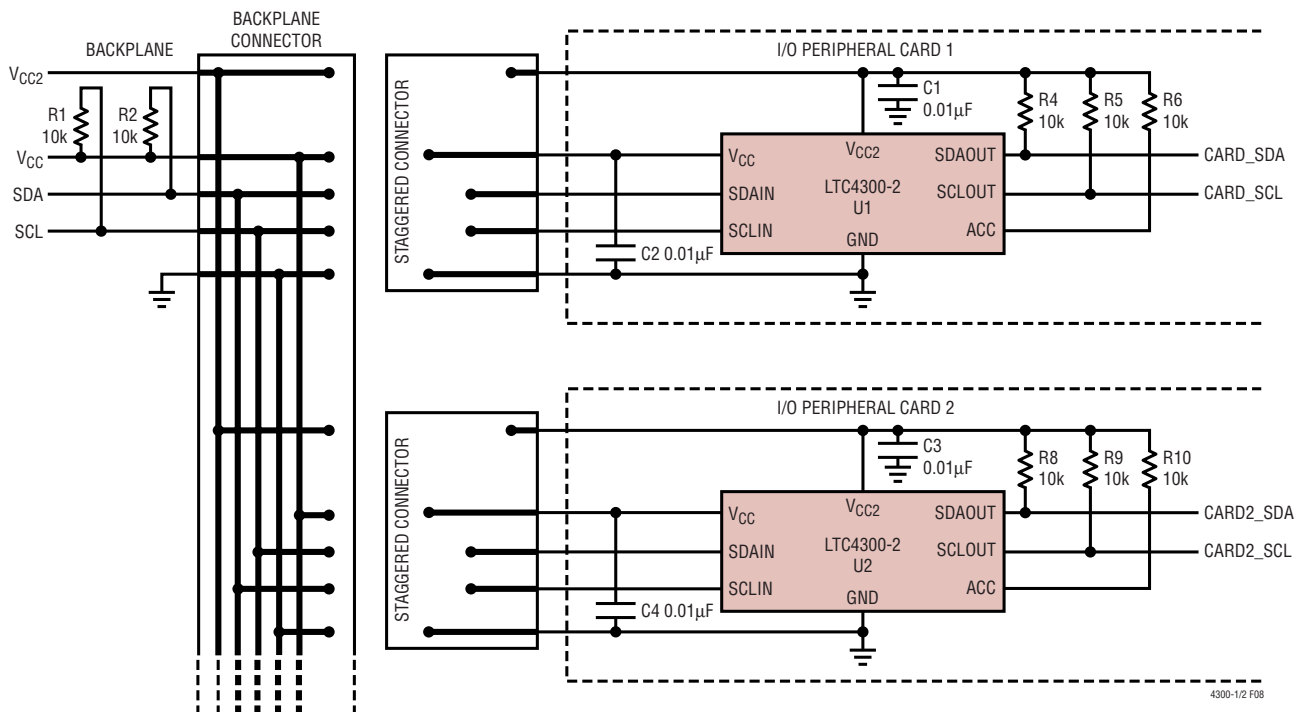 BACKPLANE
CONNECTOR
BACKPLANE
VCC2
R1
10k
R2
10k
VCC
SDA
SCL
STAGGERED CONNECTOR
I/O PERIPHERAL CARD 1
C1
0.01µF
R4
10k
R5
10k
R6
10k
VCC
VCC2
SDAOUT
CARD_SDA
SDAIN
LTC4300-2
U1
SCLOUT
CARD_SCL
SCLIN
GND
ACC
C2 0.01µF
STAGGERED CONNECTOR
I/O PERIPHERAL CARD 2
C3
0.01µF
R8
10k
R9
10k
R10
10k
VCC
VCC2
SDAOUT
CARD2_SDA
SDAIN
LTC4300-2
U2
SCLOUT
CARD2_SCL
SCLIN
GND
ACC
C4 0.01µF
4300-1/2 F08